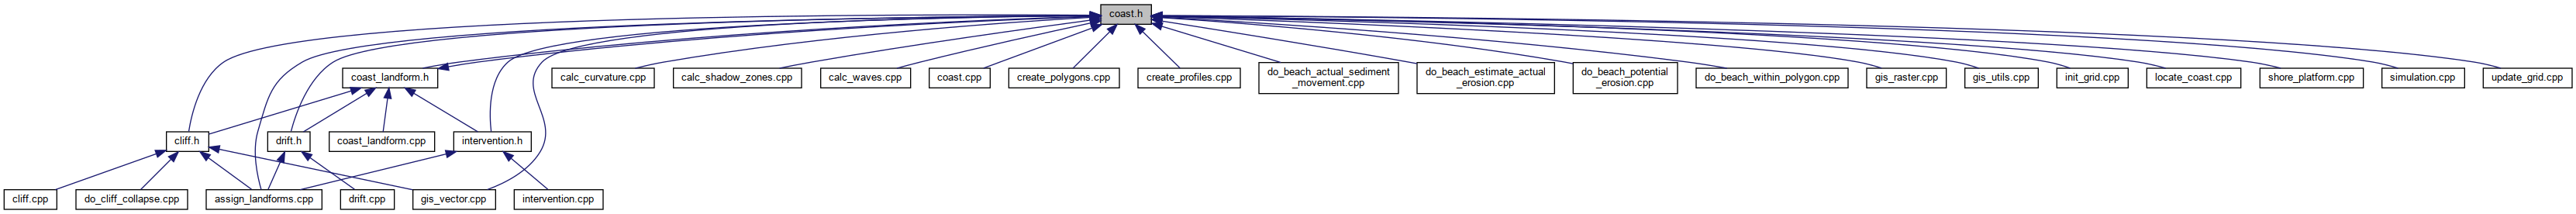 coast.h
coast_landform.h
calc_curvature.cpp
calc_shadow_zones.cpp
calc_waves.cpp
coast.cpp
create_polygons.cpp
create_profiles.cpp
do_beach_actual_sediment
_movement.cpp
do_beach_estimate_actual
_erosion.cpp
do_beach_potential
_erosion.cpp
do_beach_within_polygon.cpp
gis_raster.cpp
gis_utils.cpp
init_grid.cpp
locate_coast.cpp
shore_platform.cpp
simulation.cpp
update_grid.cpp
cliff.h
drift.h
coast_landform.cpp
intervention.h
cliff.cpp
do_cliff_collapse.cpp
assign_landforms.cpp
drift.cpp
gis_vector.cpp
intervention.cpp